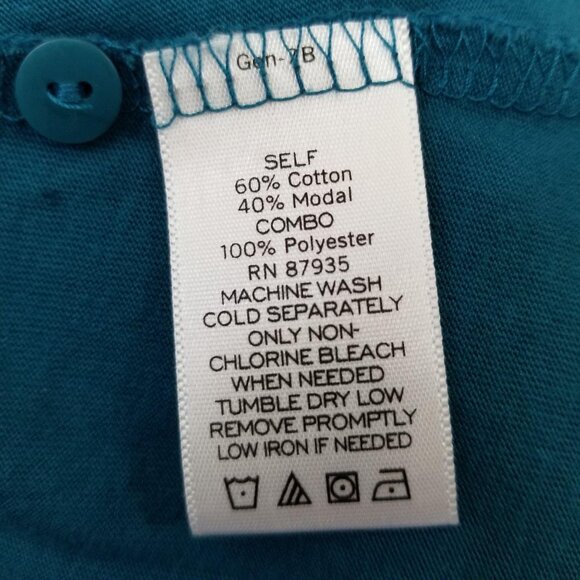 Gen-7B
SELF
60% Cotton
40% Modal
COMBO
100% Polyester
RN 87935
MACHINE WASH
COLD SEPARATELY
ONLY NON-
CHLORINE BLEACH
WHEN NEEDED
TUMBLE DRY LOW
REMOVE PROMPTLY
LOW IRON IF NEEDED